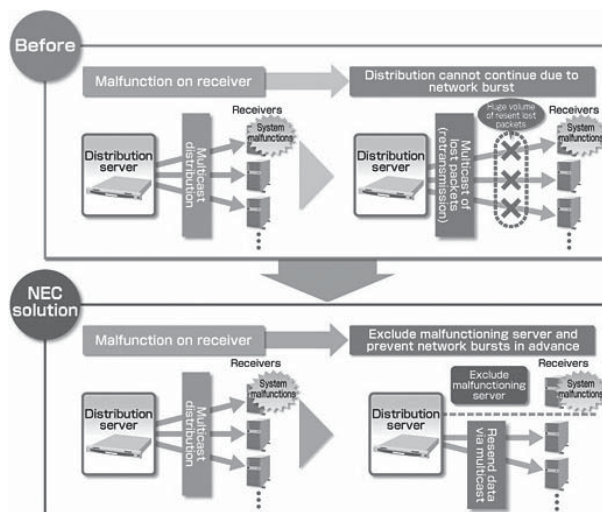 Before
Malfunction on receiver
Distribution cannot continue due to
network burst
Receivers
System
malfunctions
Distribution
server
Multicast
distribution
Huge volume
of resent lost
packets
Receivers
System
malfunctions
Distribution
server
Multicast of
lost packets
(retransmission)
NEC
solution
Malfunction on receiver
Exclude malfunctioning server and
prevent network bursts in advance
Receivers
System
malfunctions
Distribution
server
Multicast
distribution
Receivers
Exclude
malfunctioning
server
System
malfunctions
Distribution
server
Resend data
via multicast